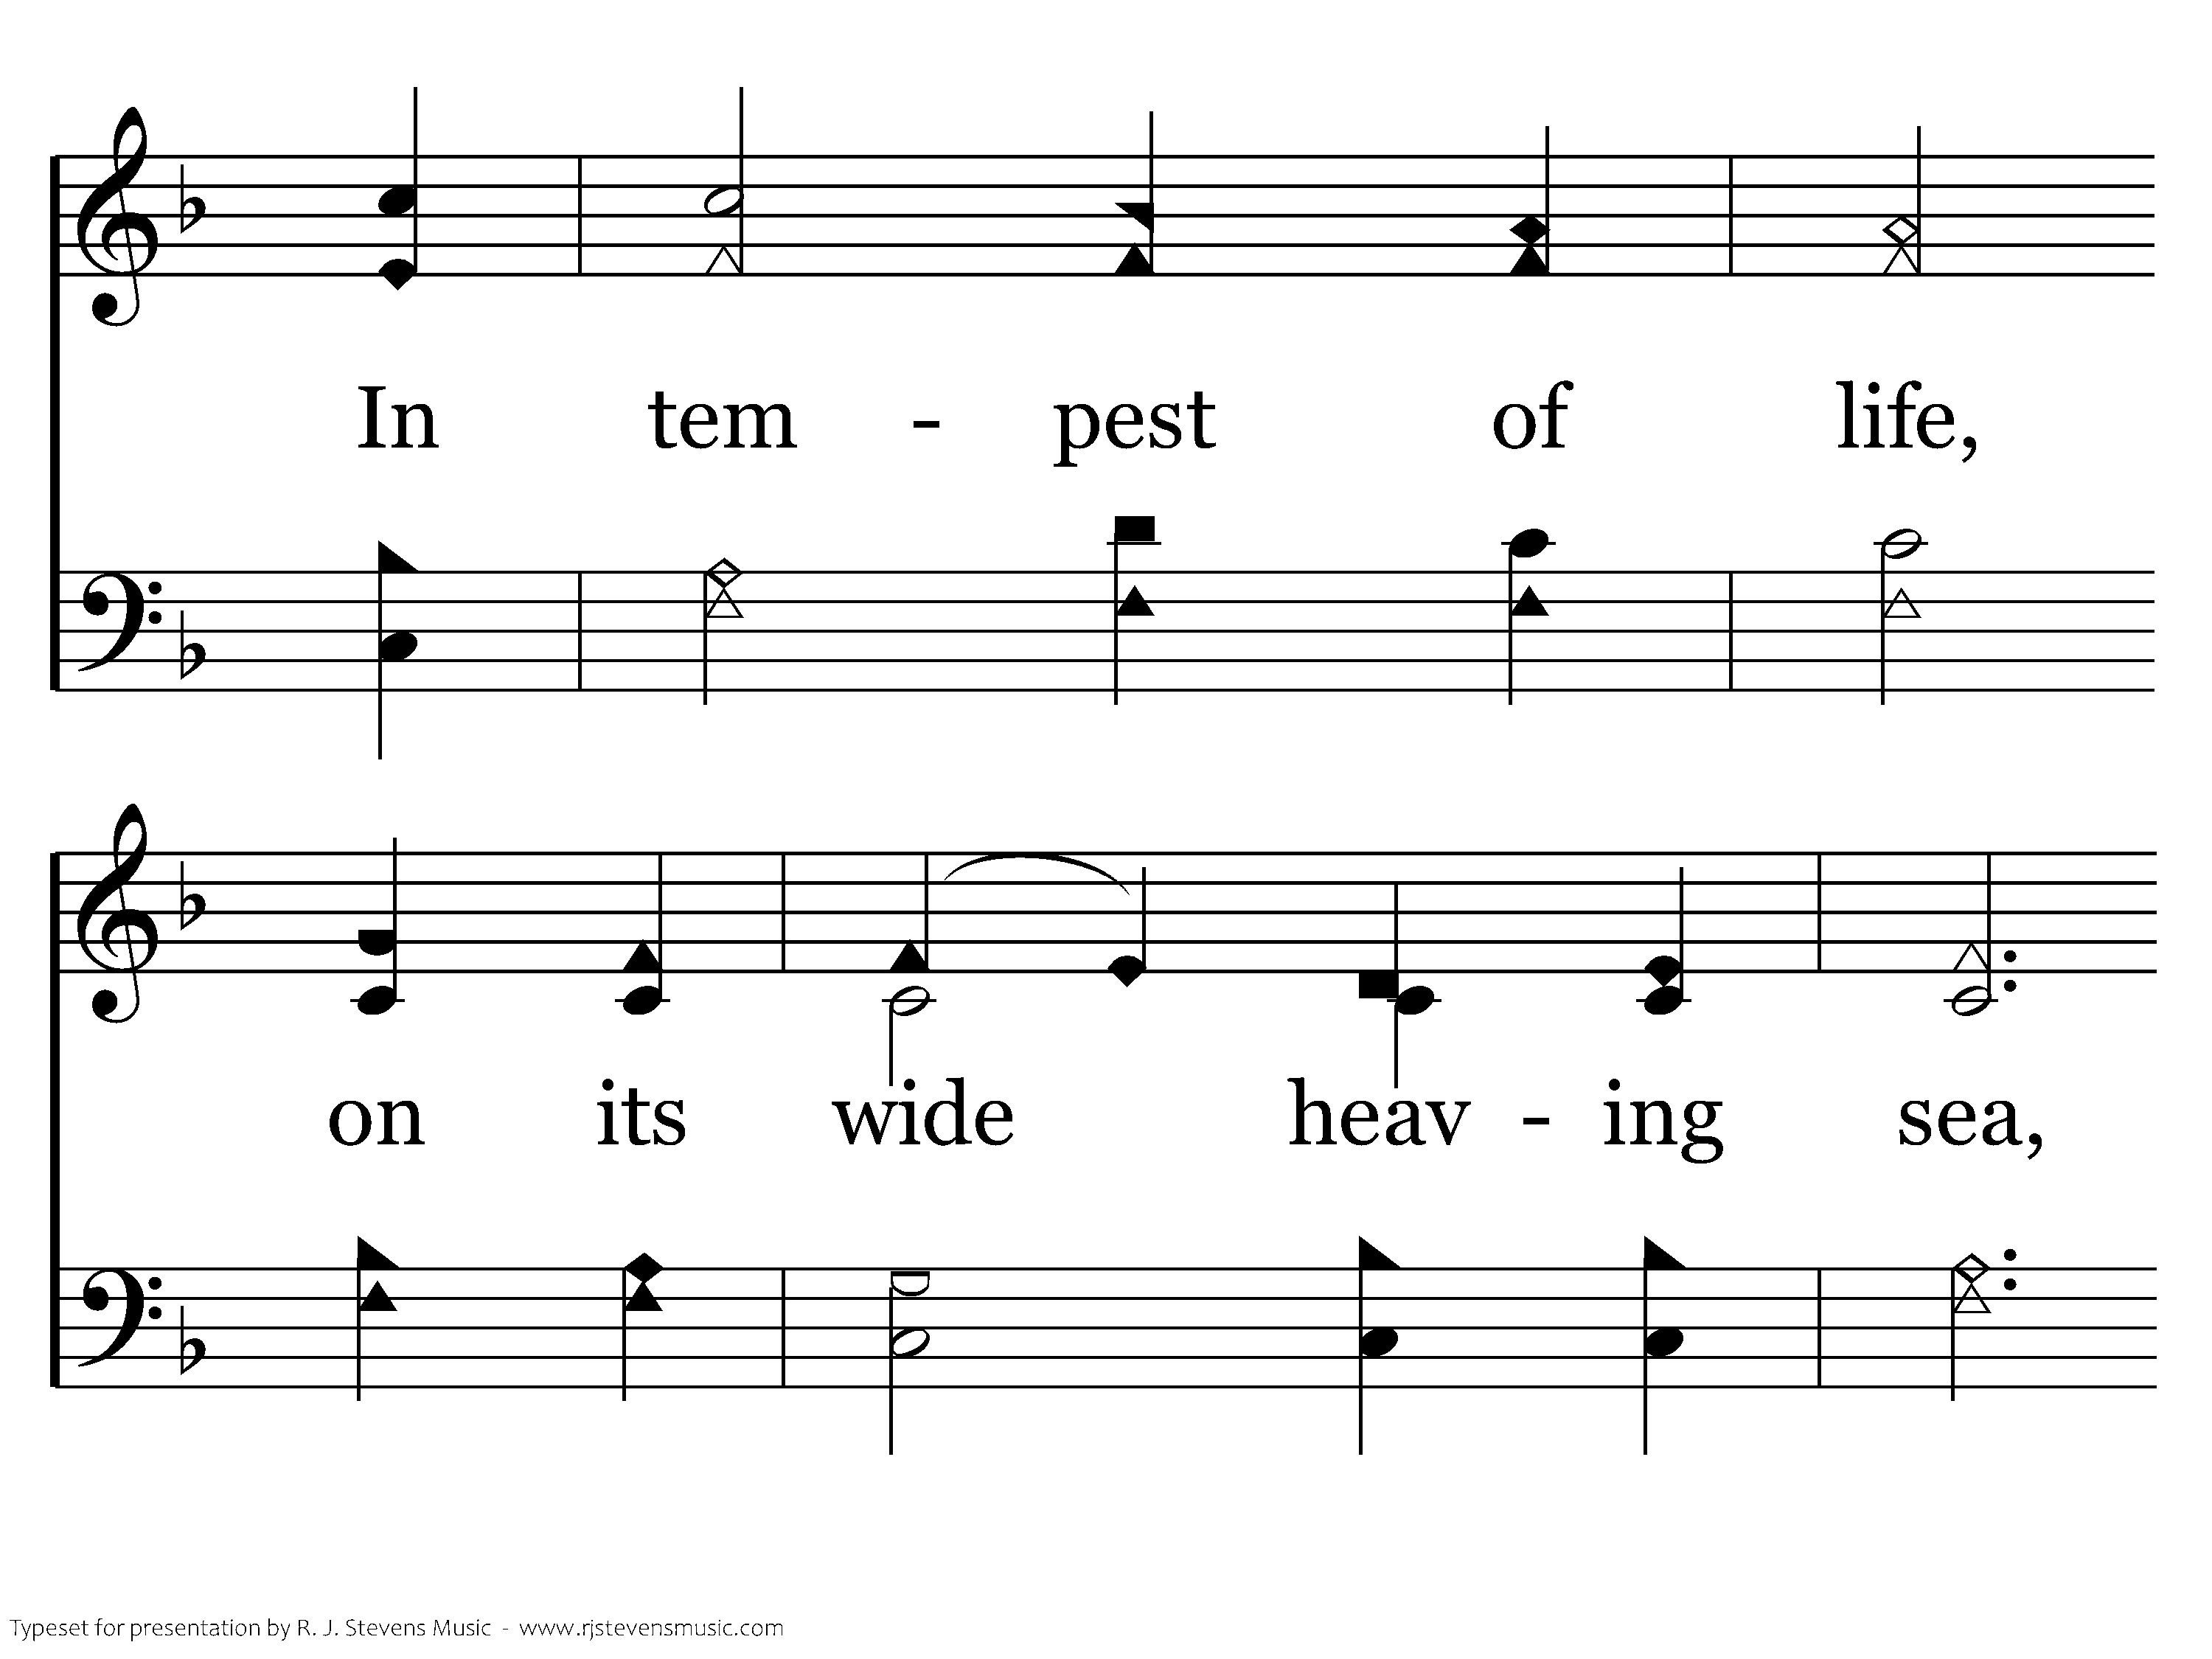 In tem - pest of life,
on its wide heav - ing sea,
Typeset for presentation by R. J. Stevens Music - www.rjstevensmusic.com